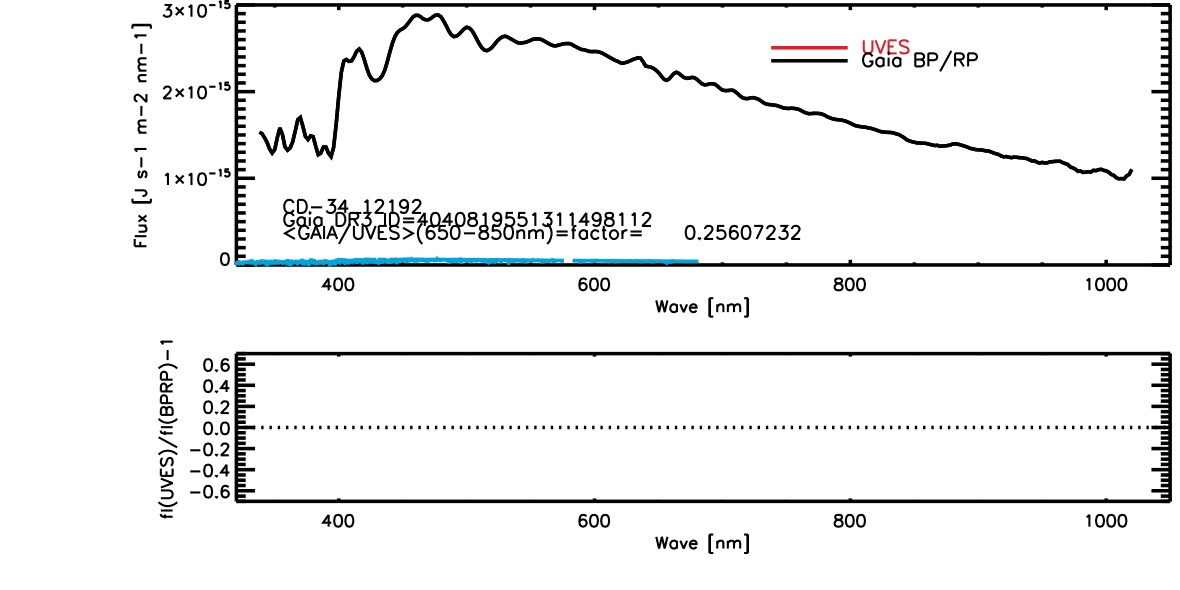 3×10⁻¹⁵
2×10⁻¹⁵
1×10⁻¹⁵
0
Flux [J s−1 m−2 nm−1]
UVES
Gaia BP/RP
CD−34 12192
Gaia DR3 ID=4040819551311498112
<GAIA/UVES>(650−850nm)=factor= 0.25607232
400 600 800 1000
Wave [nm]
0.6
0.4
0.2
0.0
−0.2
−0.4
−0.6
fl(UVES)/fl(BPRP)−1
400 600 800 1000
Wave [nm]